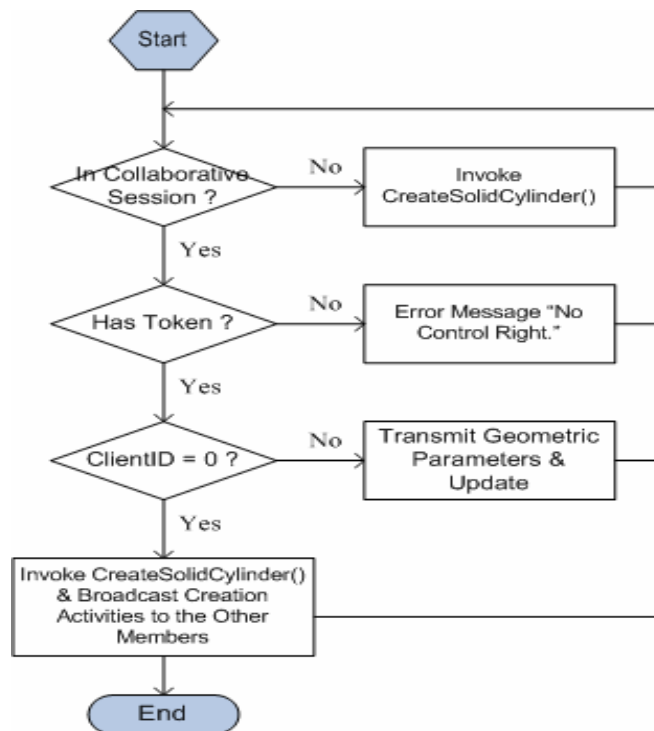 Start
In Collaborative
Session ?
No
Invoke
CreateSolidCylinder()
Yes
Has Token ?
No
Error Message "No
Control Right."
Yes
ClientID = 0 ?
No
Transmit Geometric
Parameters &
Update
Yes
Invoke CreateSolidCylinder()
& Broadcast Creation
Activities to the Other
Members
End